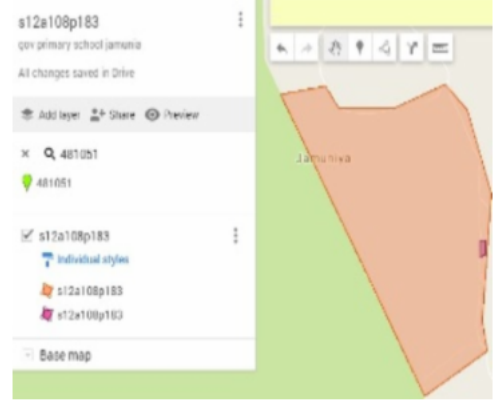 s12a108p183
gov primary school jamunia
All changes saved in Drive
Add layer Share Preview
481051
481051
s12a108p183
Individual styles
s12a108p183
s12a108p183
Base map
Jamuniya